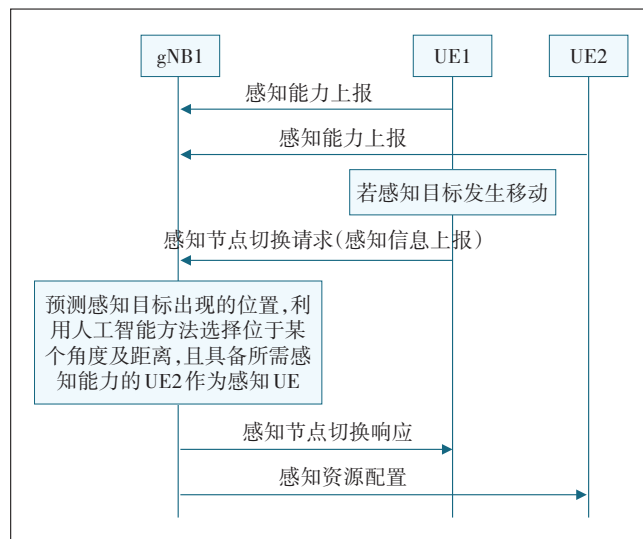 gNB1
UE1
UE2
感知能力上报
感知能力上报
若感知目标发生移动
感知节点切换请求(感知信息上报)
预测感知目标出现的位置,利
用人工智能方法选择位于某
个角度及距离,且具备所需感
知能力的UE2作为感知UE
感知节点切换响应
感知资源配置